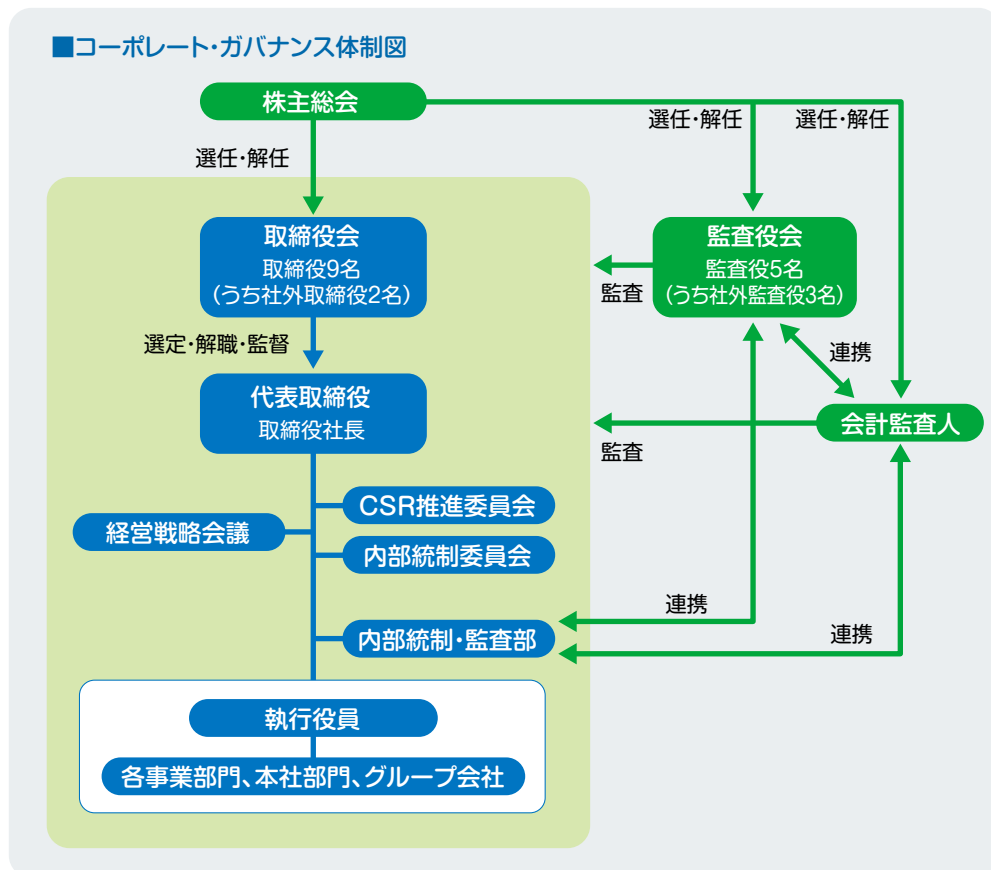 ■コーポレート・ガバナンス体制図
株主総会
選任・解任
選任・解任
選任・解任
取締役会
取締役9名
(うち社外取締役2名)
監査役会
監査役5名
(うち社外監査役3名)
監査
選定・解職・監督
連携
代表取締役
取締役社長
会計監査人
監査
CSR推進委員会
経営戦略会議
内部統制委員会
連携
内部統制・監査部
連携
執行役員
各事業部門、本社部門、グループ会社